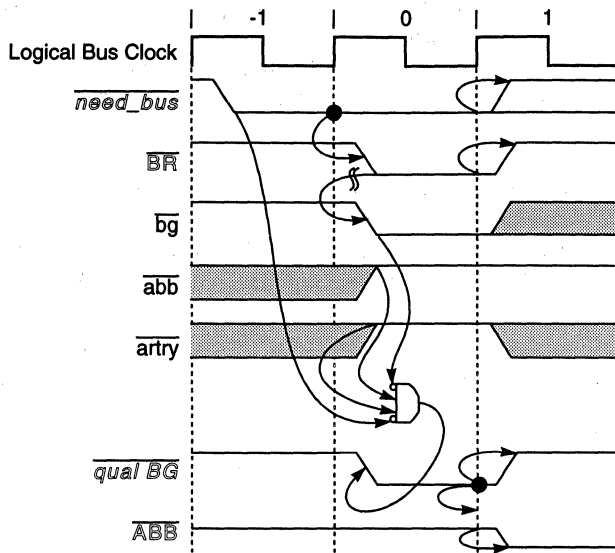 -1 0 1
Logical Bus Clock
need_bus
BR
bg
abb
artry
qual BG
ABB